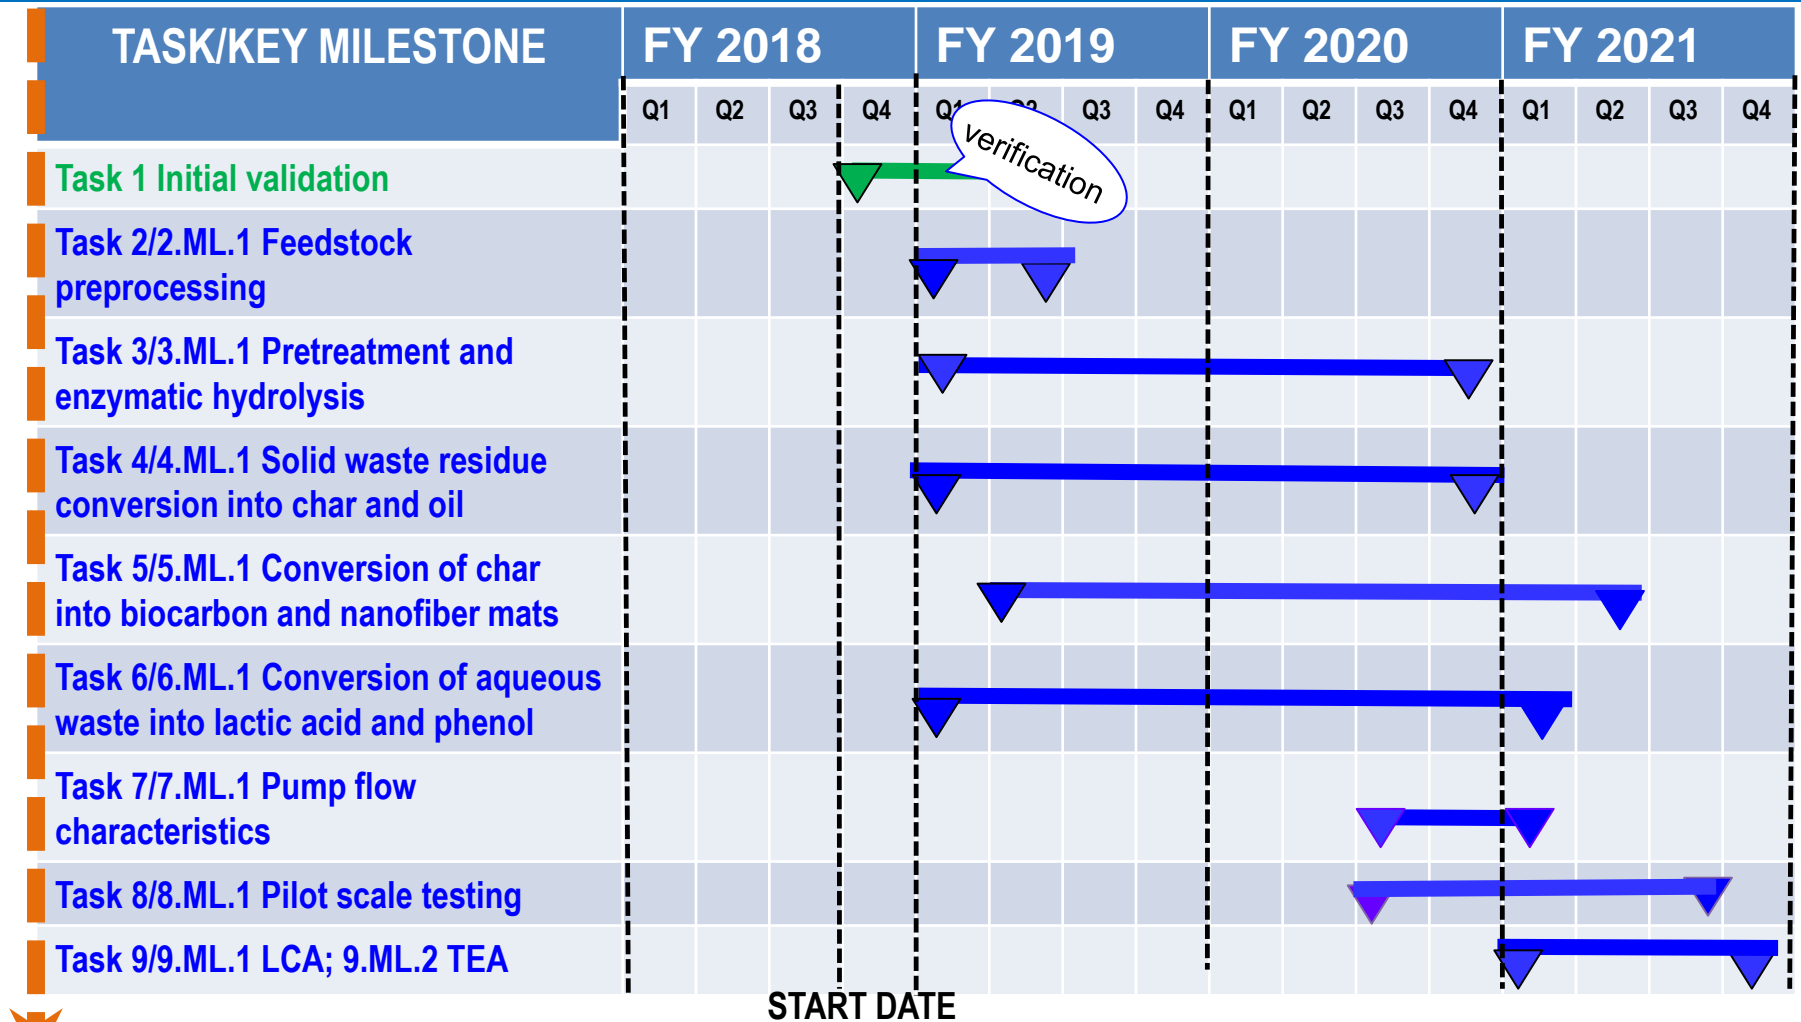 TASK/KEY MILESTONE
FY 2018
FY 2019
FY 2020
FY 2021
Q1 Q2 Q3 Q4 Q1 Q2 Q3 Q4 Q1 Q2 Q3 Q4 Q1 Q2 Q3 Q4
verification
Task 1 Initial validation
Task 2/2.ML.1 Feedstock
preprocessing
Task 3/3.ML.1 Pretreatment and
enzymatic hydrolysis
Task 4/4.ML.1 Solid waste residue
conversion into char and oil
Task 5/5.ML.1 Conversion of char
into biocarbon and nanofiber mats
Task 6/6.ML.1 Conversion of aqueous
waste into lactic acid and phenol
Task 7/7.ML.1 Pump flow
characteristics
Task 8/8.ML.1 Pilot scale testing
Task 9/9.ML.1 LCA; 9.ML.2 TEA
START DATE